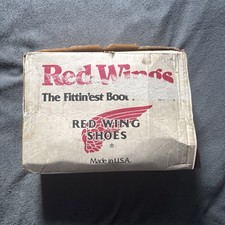 Red Wings
The Fittin'est Boot
RED WING
SHOES
Made in U.S.A.